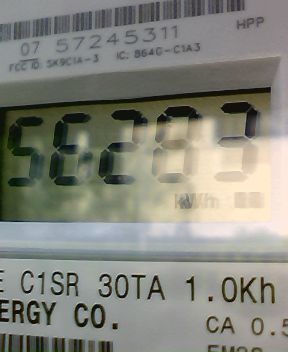 HPP
07 57245311
FCC ID: SK9C1A-3 IC: 864G-C1A3
kWh
E C1SR 30TA 1.0Kh
ERGY CO.
CA 0.5